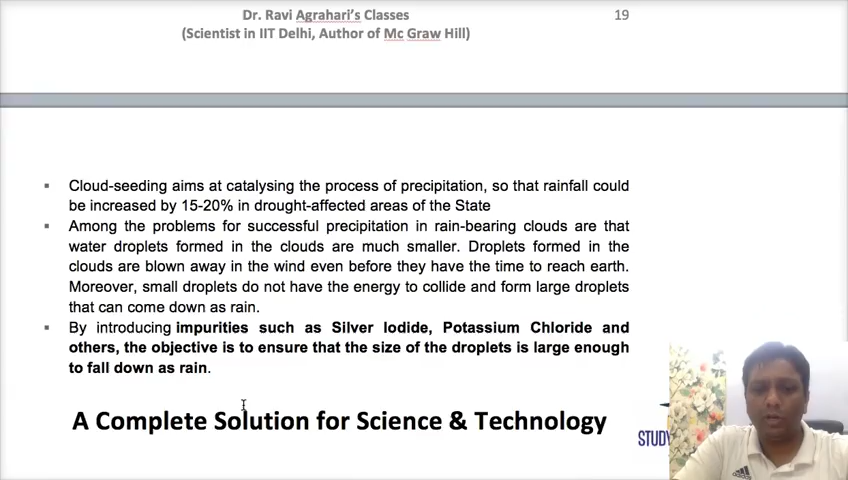 Dr. Ravi Agrahari's Classes
19
(Scientist in IIT Delhi, Author of Mc Graw Hill)
▪ Cloud-seeding aims at catalysing the process of precipitation, so that rainfall could
be increased by 15-20% in drought-affected areas of the State
▪ Among the problems for successful precipitation in rain-bearing clouds are that
water droplets formed in the clouds are much smaller. Droplets formed in the
clouds are blown away in the wind even before they have the time to reach earth.
Moreover, small droplets do not have the energy to collide and form large droplets
that can come down as rain.
▪ By introducing impurities such as Silver Iodide, Potassium Chloride and
others, the objective is to ensure that the size of the droplets is large enough
to fall down as rain.
A Complete Solution for Science & Technology
STUDY